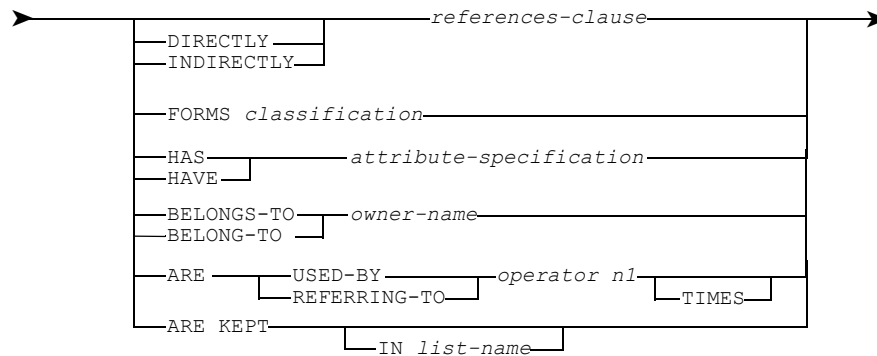 references-clause
DIRECTLY
INDIRECTLY
FORMS classification
HAS attribute-specification
HAVE
BELONGS-TO owner-name
BELONG-TO
ARE USED-BY operator n1
REFERRING-TO TIMES
ARE KEPT
IN list-name